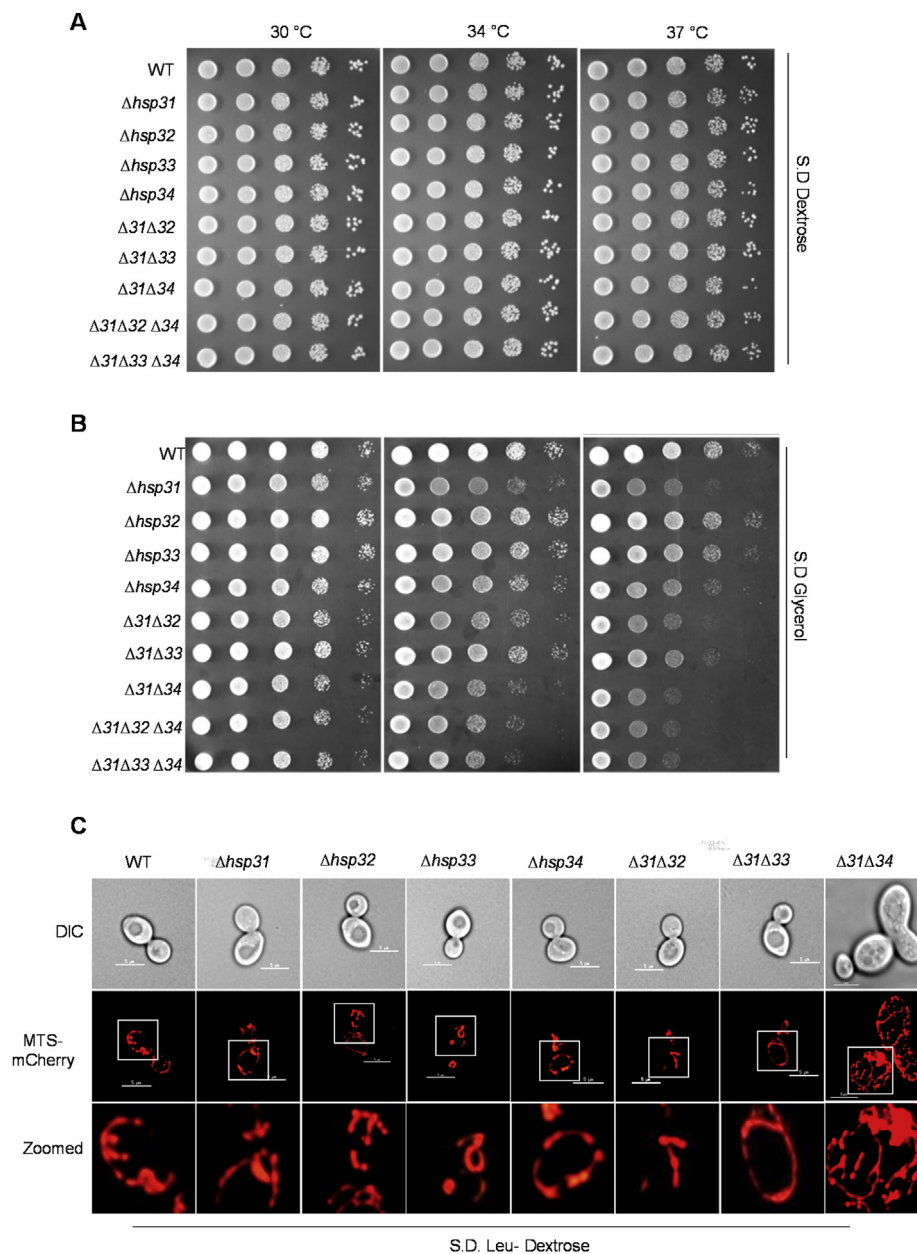 A
30 °C 34 °C 37 °C
WT
Δhsp31
Δhsp32
Δhsp33
Δhsp34
Δ31Δ32
Δ31Δ33
Δ31Δ34
Δ31Δ32 Δ34
Δ31Δ33 Δ34
S.D Dextrose
B
WT
Δhsp31
Δhsp32
Δhsp33
Δhsp34
Δ31Δ32
Δ31Δ33
Δ31Δ34
Δ31Δ32 Δ34
Δ31Δ33 Δ34
S.D Glycerol
C
WT Δhsp31 Δhsp32 Δhsp33 Δhsp34 Δ31Δ32 Δ31Δ33 Δ31Δ34
DIC
MTS-
mCherry
Zoomed
S.D. Leu- Dextrose